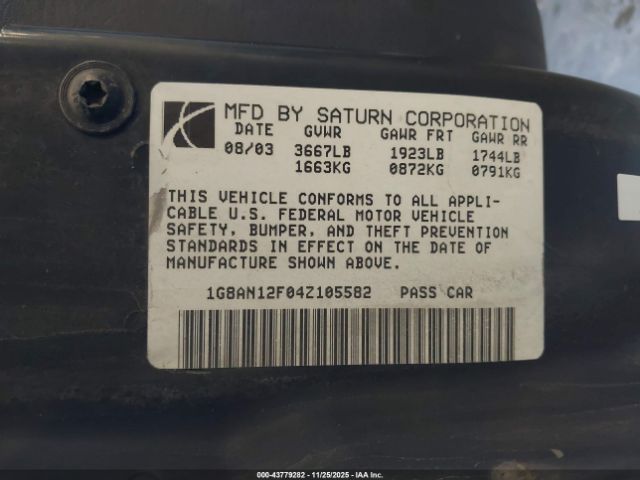 MFD BY SATURN CORPORATION
DATE GVWR GAWR FRT GAWR RR
08/03 3667LB 1923LB 1744LB
1663KG 0872KG 0791KG
THIS VEHICLE CONFORMS TO ALL APPLI-
CABLE U.S. FEDERAL MOTOR VEHICLE
SAFETY, BUMPER, AND THEFT PREVENTION
STANDARDS IN EFFECT ON THE DATE OF
MANUFACTURE SHOWN ABOVE.
1G8AN12F04Z105582 PASS CAR
000-43779282 - 11/25/2025 - IAA Inc.